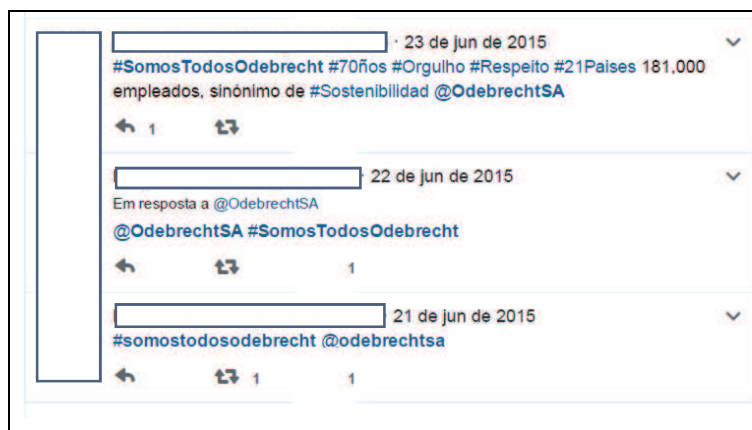 · 23 de jun de 2015
#SomosTodosOdebrecht #70ños #Orgulho #Respeito #21Paises 181,000
empleados, sinónimo de #Sostenibilidad @OdebrechtSA
1
22 de jun de 2015
Em resposta a @OdebrechtSA
@OdebrechtSA #SomosTodosOdebrecht
1
21 de jun de 2015
#somostodosodebrecht @odebrechtsa
1 1